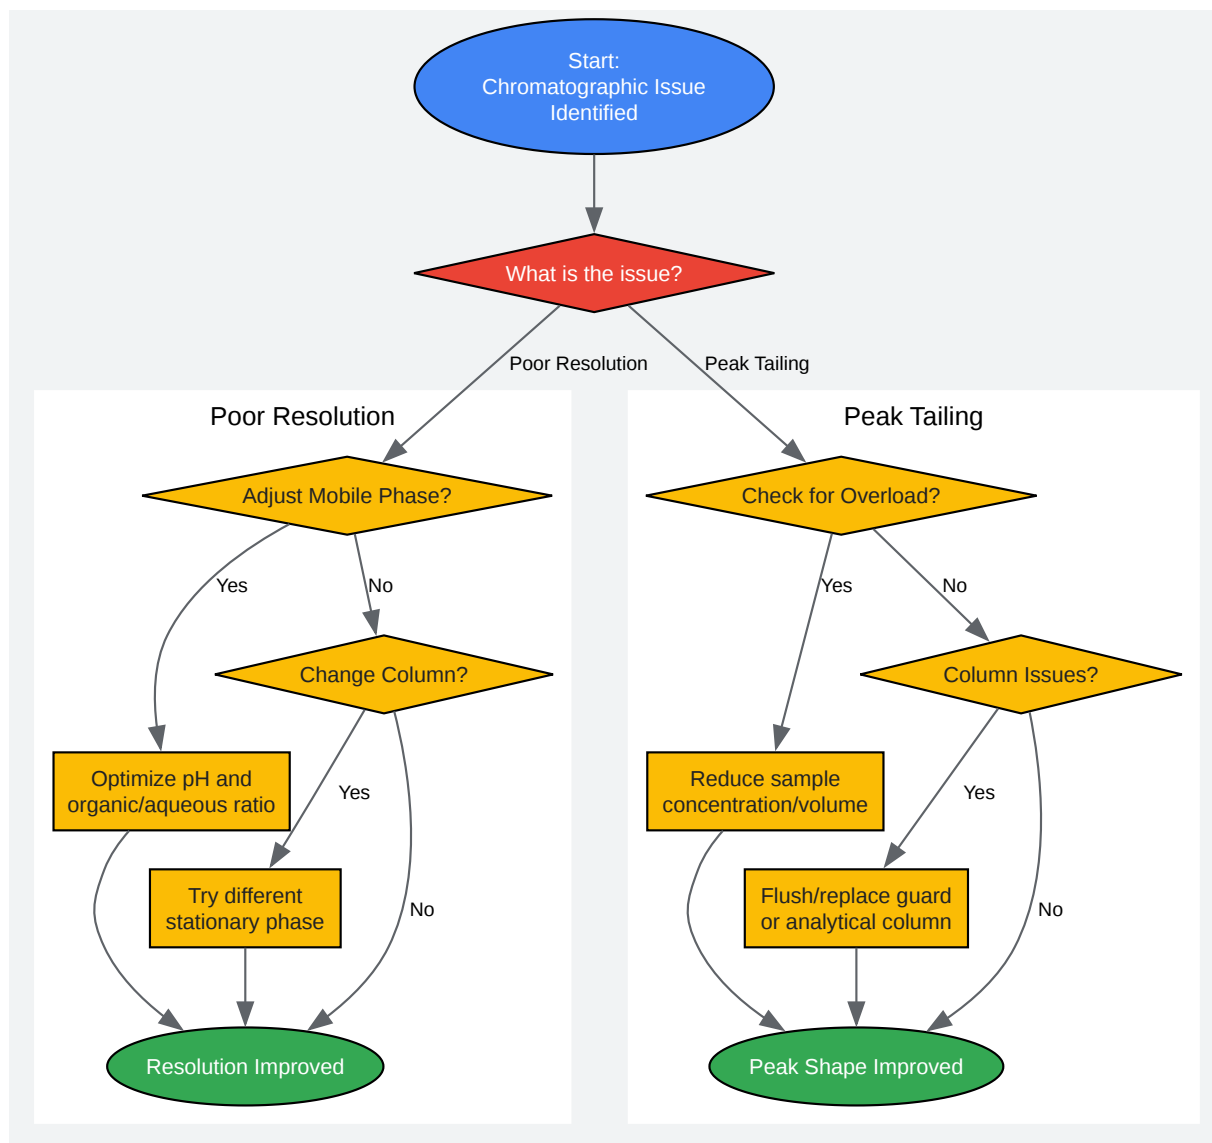 Start:
Chromatographic Issue
Identified
What is the issue?
Poor Resolution
Peak Tailing
Poor Resolution
Peak Tailing
Adjust Mobile Phase?
Check for Overload?
Yes
No
Yes
No
Change Column?
Column Issues?
Optimize pH and
organic/aqueous ratio
Yes
Reduce sample
concentration/volume
Yes
Try different
stationary phase
No
Flush/replace guard
or analytical column
No
Resolution Improved
Peak Shape Improved